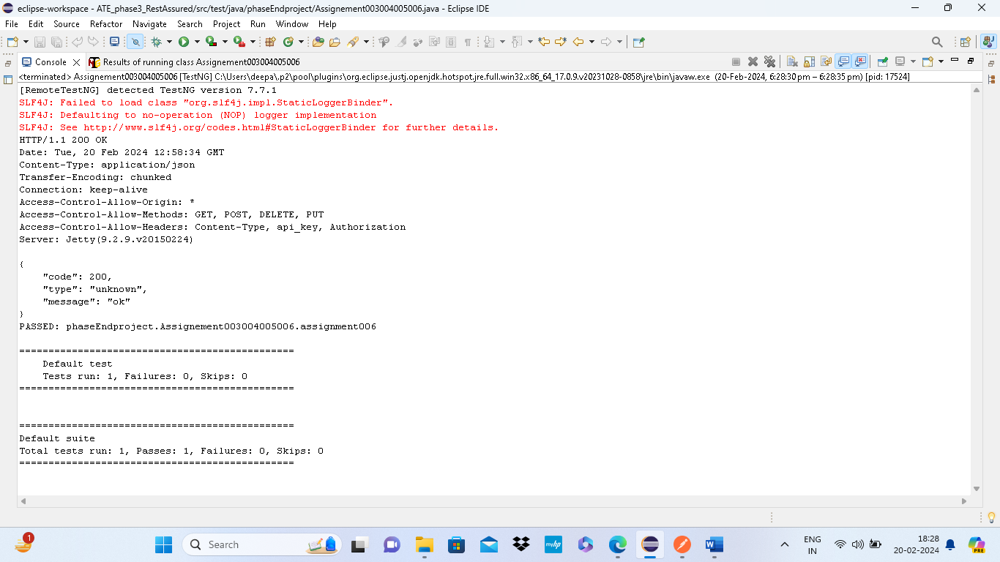 eclipse-workspace - ATE_phase3_RestAssured/src/test/java/phaseEndproject/Assignement003004005006.java - Eclipse IDE
File Edit Source Refactor Navigate Search Project Run Window Help
Console Results of running class Assignement003004005006
<terminated> Assignement003004005006 [TestNG] C:\Users\deepa\.p2\pool\plugins\org.eclipse.justj.openjdk.hotspot.jre.full.win32.x86_64_17.0.9.v20231028-0858\jre\bin\javaw.exe (20-Feb-2024, 6:28:30 pm – 6:28:35 pm) [pid: 17524]
[RemoteTestNG] detected TestNG version 7.7.1
SLF4J: Failed to load class "org.slf4j.impl.StaticLoggerBinder".
SLF4J: Defaulting to no-operation (NOP) logger implementation
SLF4J: See http://www.slf4j.org/codes.html#StaticLoggerBinder for further details.
HTTP/1.1 200 OK
Date: Tue, 20 Feb 2024 12:58:34 GMT
Content-Type: application/json
Transfer-Encoding: chunked
Connection: keep-alive
Access-Control-Allow-Origin: *
Access-Control-Allow-Methods: GET, POST, DELETE, PUT
Access-Control-Allow-Headers: Content-Type, api_key, Authorization
Server: Jetty(9.2.9.v20150224)
{
"code": 200,
"type": "unknown",
"message": "ok"
}
PASSED: phaseEndproject.Assignement003004005006.assignment006
===============================================
Default test
Tests run: 1, Failures: 0, Skips: 0
===============================================
===============================================
Default suite
Total tests run: 1, Passes: 1, Failures: 0, Skips: 0
===============================================
1
Search
myhp
ENG
IN
18:28
20-02-2024
PRE